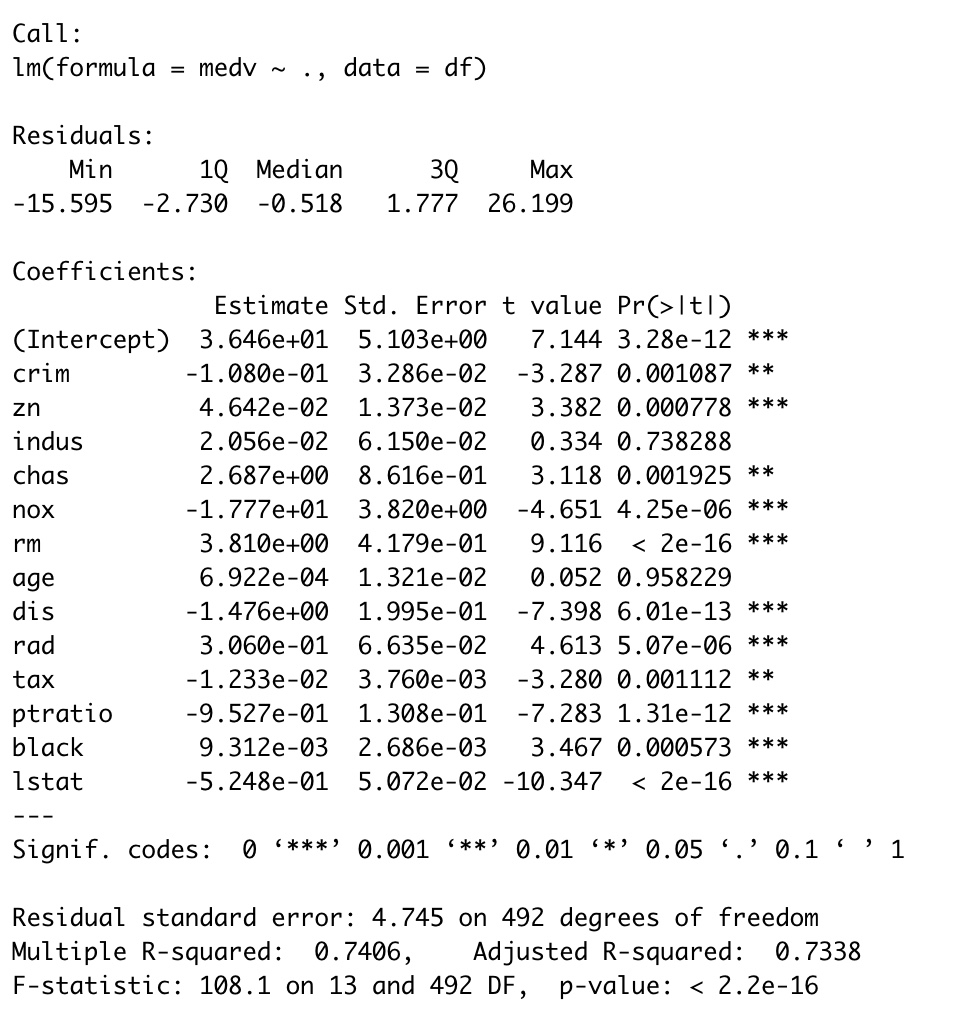 Call:
lm(formula = medv ~ ., data = df)

Residuals:
    Min      1Q  Median      3Q     Max
-15.595  -2.730  -0.518   1.777  26.199

Coefficients:
              Estimate Std. Error t value Pr(>|t|)
(Intercept)  3.646e+01  5.103e+00   7.144 3.28e-12 ***
crim        -1.080e-01  3.286e-02  -3.287 0.001087 **
zn           4.642e-02  1.373e-02   3.382 0.000778 ***
indus        2.056e-02  6.150e-02   0.334 0.738288
chas         2.687e+00  8.616e-01   3.118 0.001925 **
nox         -1.777e+01  3.820e+00  -4.651 4.25e-06 ***
rm           3.810e+00  4.179e-01   9.116  < 2e-16 ***
age          6.922e-04  1.321e-02   0.052 0.958229
dis         -1.476e+00  1.995e-01  -7.398 6.01e-13 ***
rad          3.060e-01  6.635e-02   4.613 5.07e-06 ***
tax         -1.233e-02  3.760e-03  -3.280 0.001112 **
ptratio     -9.527e-01  1.308e-01  -7.283 1.31e-12 ***
black        9.312e-03  2.686e-03   3.467 0.000573 ***
lstat       -5.248e-01  5.072e-02 -10.347  < 2e-16 ***
---
Signif. codes:  0 ‘***’ 0.001 ‘**’ 0.01 ‘*’ 0.05 ‘.’ 0.1 ‘ ’ 1

Residual standard error: 4.745 on 492 degrees of freedom
Multiple R-squared:  0.7406,    Adjusted R-squared:  0.7338
F-statistic: 108.1 on 13 and 492 DF,  p-value: < 2.2e-16